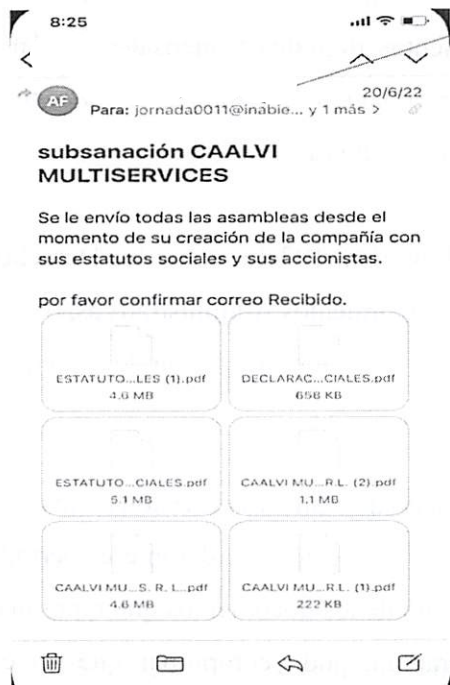 8:25
20/6/22
AF
Para: jornada0011@inabie... y 1 más >
subsanación CAALVI
MULTISERVICES
Se le envío todas las asambleas desde el
momento de su creación de la compañía con
sus estatutos sociales y sus accionistas.
por favor confirmar correo Recibido.
ESTATUTO...LES (1).pdf
4.6 MB
DECLARAC...CIALES.pdf
656 KB
ESTATUTO...CIALES.pdf
5.1 MB
CAALVI MU...R.L. (2).pdf
1.1 MB
CAALVI MU...S. R. L..pdf
4.6 MB
CAALVI MU...R.L. (1).pdf
222 KB